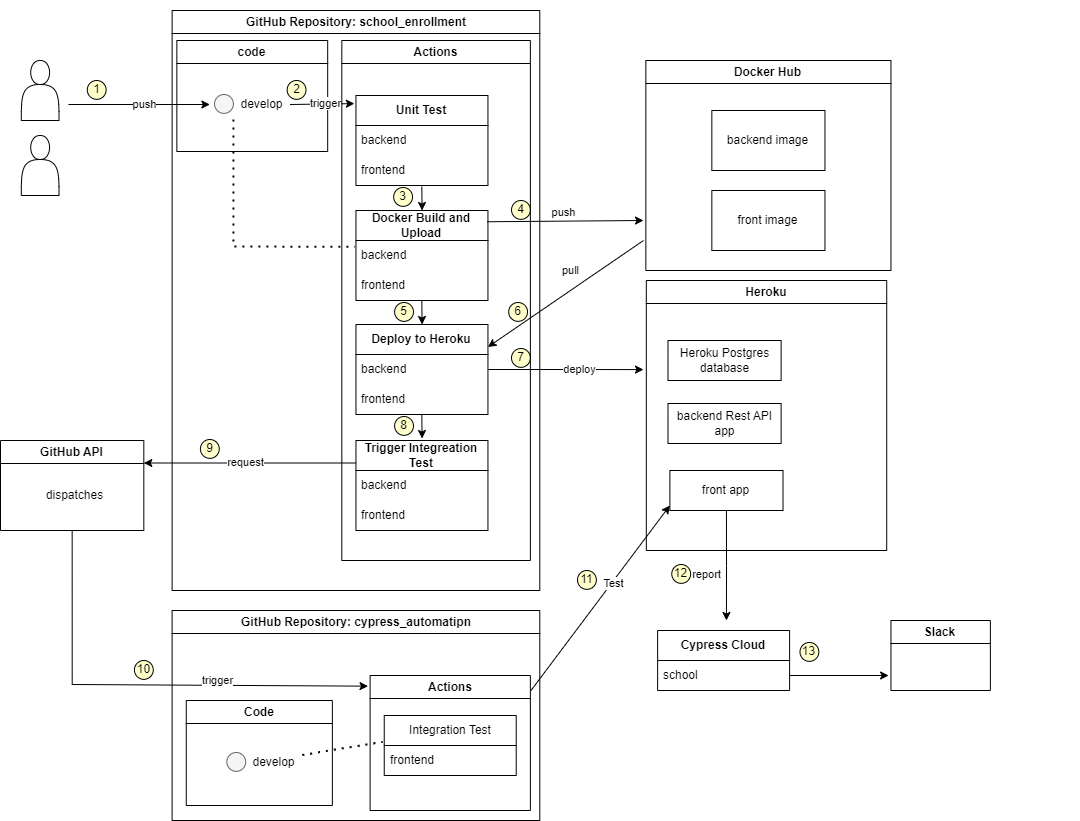 GitHub Repository: school_enrollment
code
Actions
1
push
develop
2
trigger
Unit Test
backend
frontend
3
Docker Build and
Upload
backend
frontend
4
push
Docker Hub
backend image
front image
pull
5
6
Deploy to Heroku
backend
frontend
7
deploy
Heroku
Heroku Postgres
database
backend Rest API
app
front app
8
Trigger Integreation
Test
backend
frontend
9
request
GitHub API
dispatches
10
trigger
GitHub Repository: cypress_automatipn
Code
develop
Actions
Integration Test
frontend
11
Test
12
report
Cypress Cloud
school
13
Slack